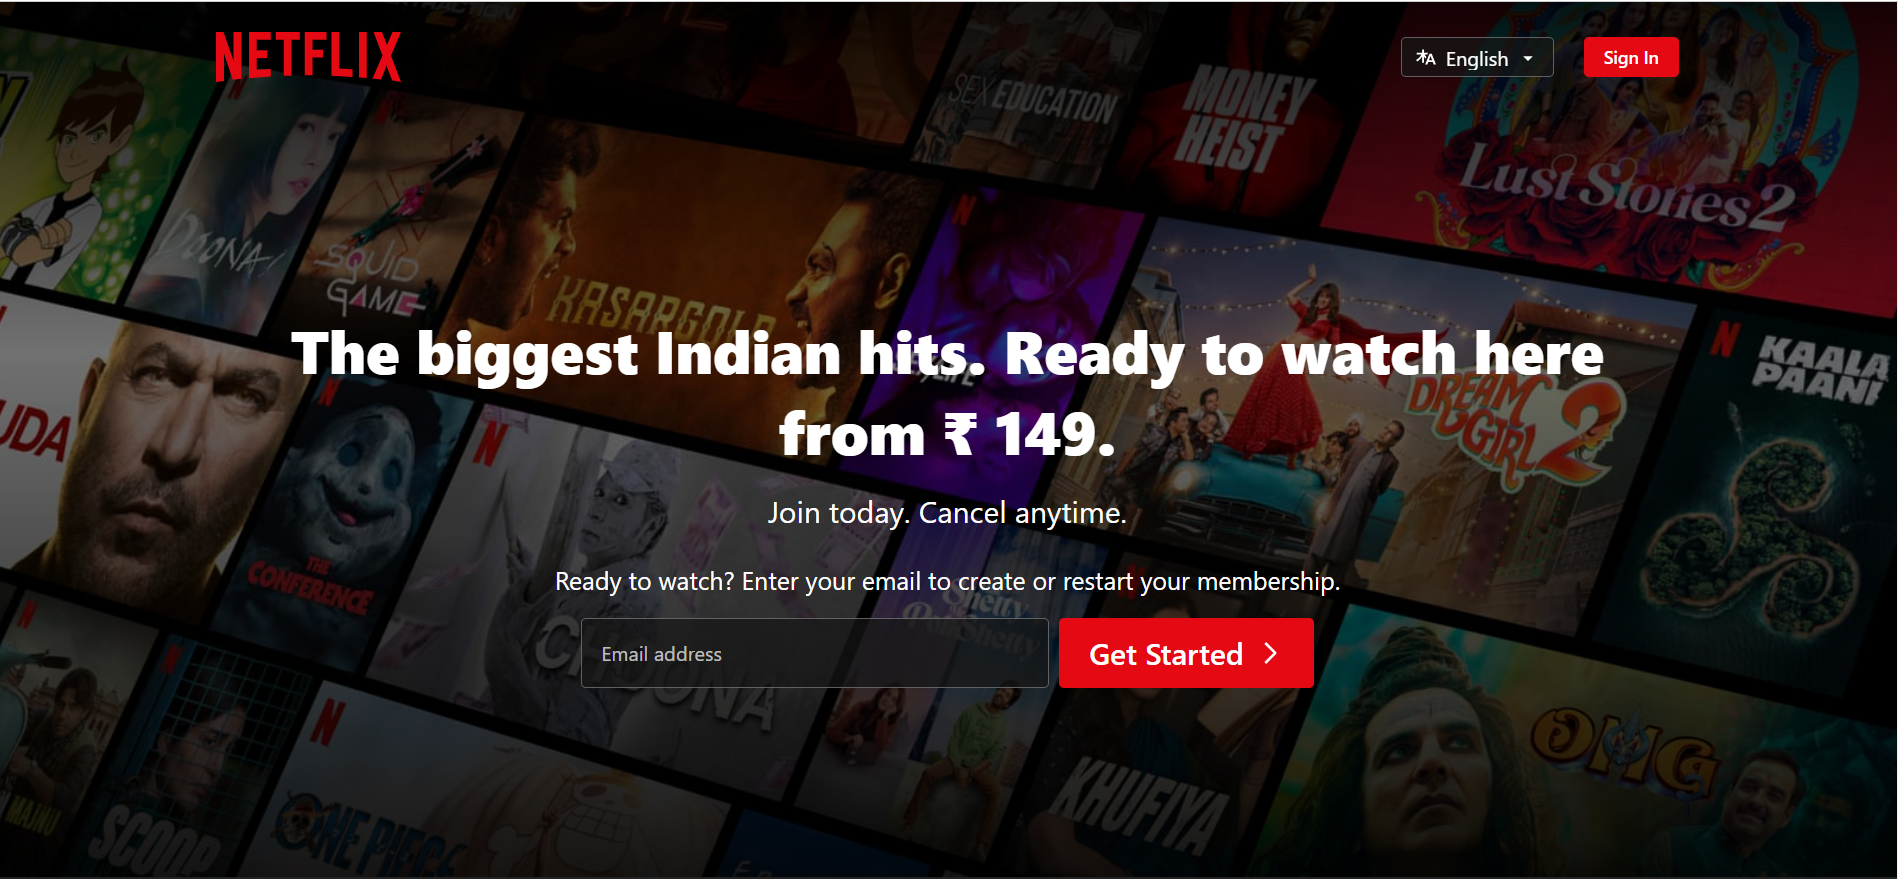 NETFLIX
English
Sign In
SEX EDUCATION
MONEY
HEIST
Lust Stories 2
DOONA!
SQUID
GAME
KASARGOLD
The biggest Indian hits. Ready to watch here
from ₹ 149.
DREAM
GIRL 2
KAALA
PAANI
Join today. Cancel anytime.
THE
CONFERENCE
Ready to watch? Enter your email to create or restart your membership.
Email address
Get Started
OMG
KHUFIYA
SCOOP
ONE PIECE